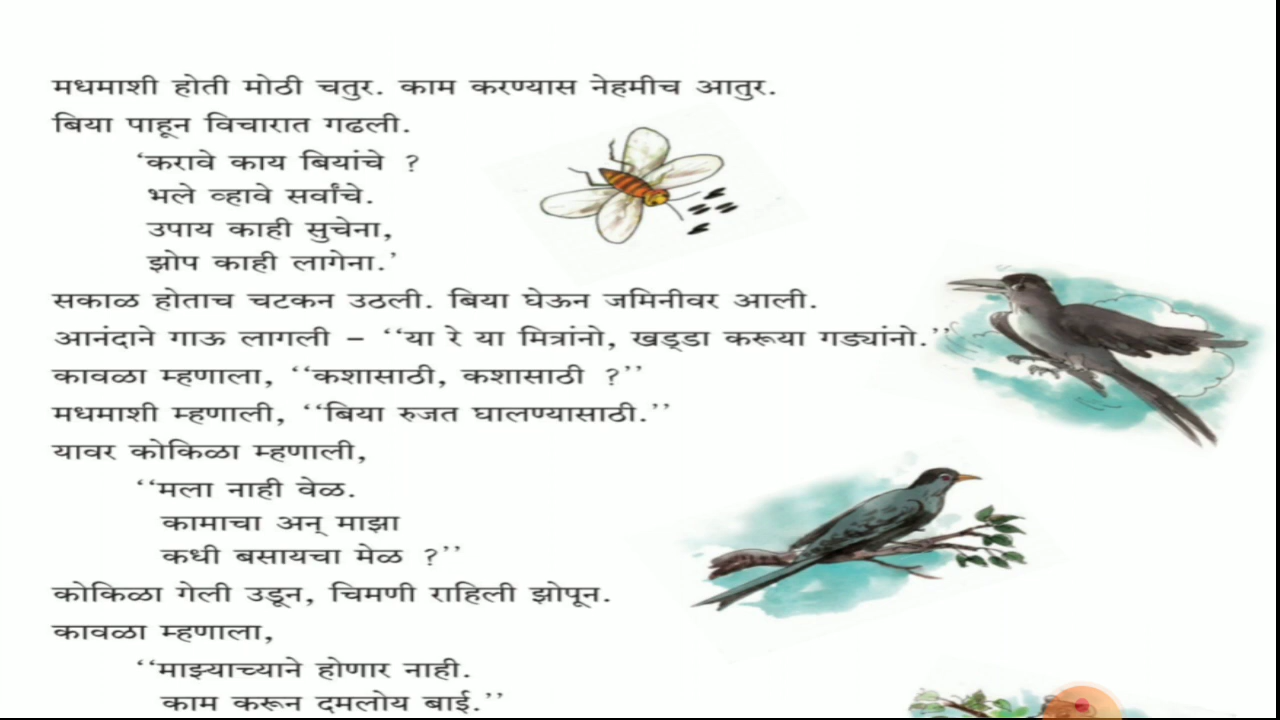 मधमाशी होती मोठी चतुर. काम करण्यास नेहमीच आतुर.
बिया पाहून विचारात गढली.
‘करावे काय बियांचे ?
भले व्हावे सर्वांचे.
उपाय काही सुचेना,
झोप काही लागेना.’
सकाळ होताच चटकन उठली. बिया घेऊन जमिनीवर आली.
आनंदाने गाऊ लागली – ‘‘या रे या मित्रांनो, खड्डा करूया गड्यांनो.’’
कावळा म्हणाला, ‘‘कशासाठी, कशासाठी ?’’
मधमाशी म्हणाली, ‘‘बिया रुजत घालण्यासाठी.’’
यावर कोकिळा म्हणाली,
‘‘मला नाही वेळ.
कामाचा अन् माझा
कधी बसायचा मेळ ?’’
कोकिळा गेली उडून, चिमणी राहिली झोपून.
कावळा म्हणाला,
‘‘माझ्याच्याने होणार नाही.
काम करून दमलोय बाई.’’